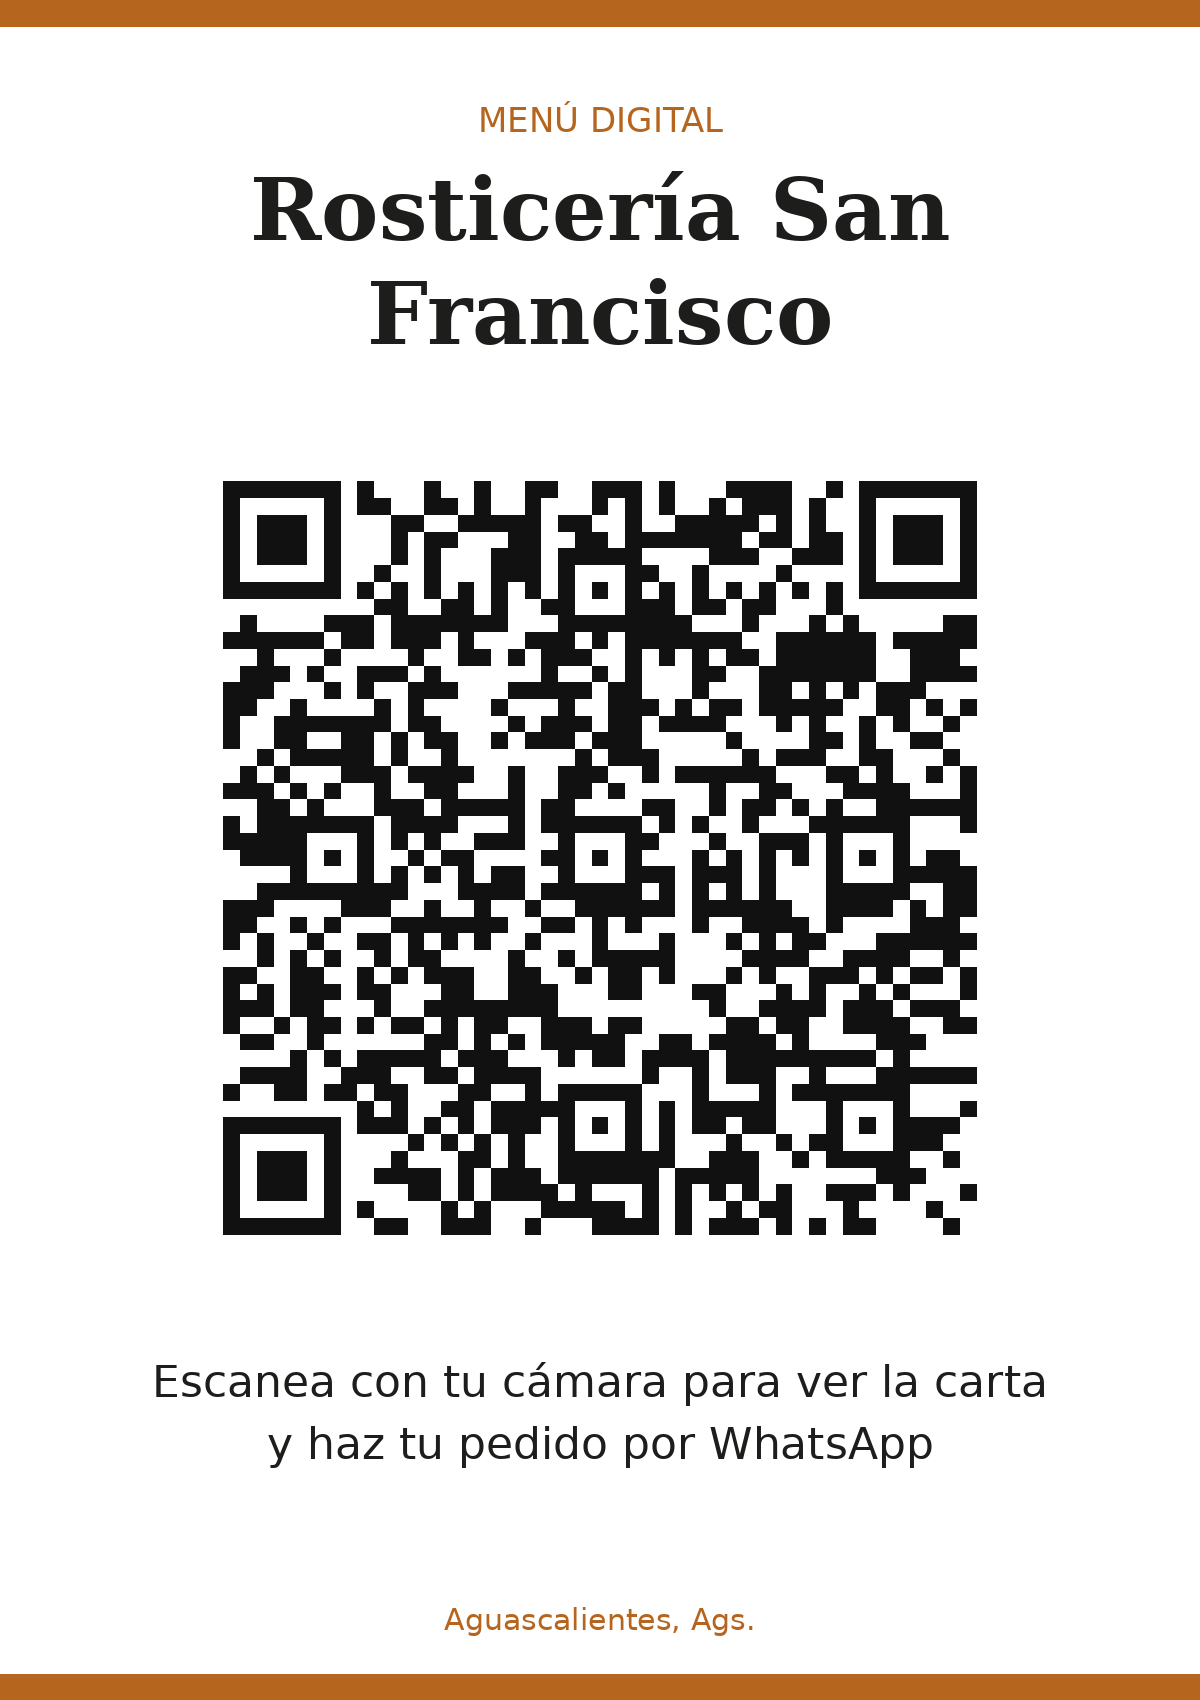 MENÚ DIGITAL
Rosticería San
Francisco
Escanea con tu cámara para ver la carta
y haz tu pedido por WhatsApp
Aguascalientes, Ags.